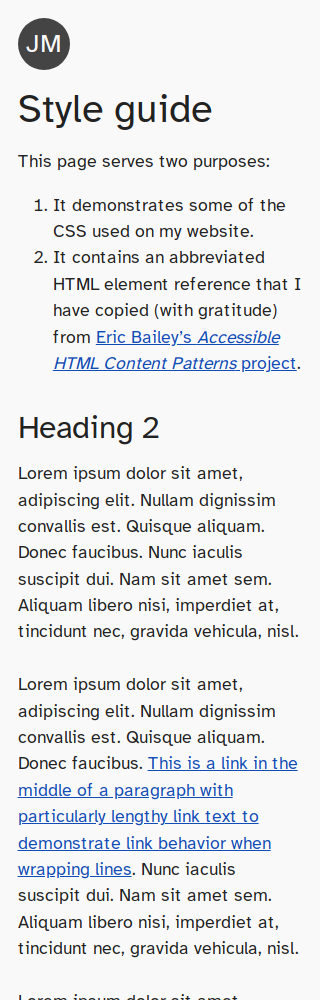 JM
Style guide
This page serves two purposes:
1. It demonstrates some of the
CSS used on my website.
2. It contains an abbreviated
HTML element reference that I
have copied (with gratitude)
from Eric Bailey’s Accessible
HTML Content Patterns project.
Heading 2
Lorem ipsum dolor sit amet,
adipiscing elit. Nullam dignissim
convallis est. Quisque aliquam.
Donec faucibus. Nunc iaculis
suscipit dui. Nam sit amet sem.
Aliquam libero nisi, imperdiet at,
tincidunt nec, gravida vehicula, nisl.
Lorem ipsum dolor sit amet,
adipiscing elit. Nullam dignissim
convallis est. Quisque aliquam.
Donec faucibus. This is a link in the
middle of a paragraph with
particularly lengthy link text to
demonstrate link behavior when
wrapping lines. Nunc iaculis
suscipit dui. Nam sit amet sem.
Aliquam libero nisi, imperdiet at,
tincidunt nec, gravida vehicula, nisl.